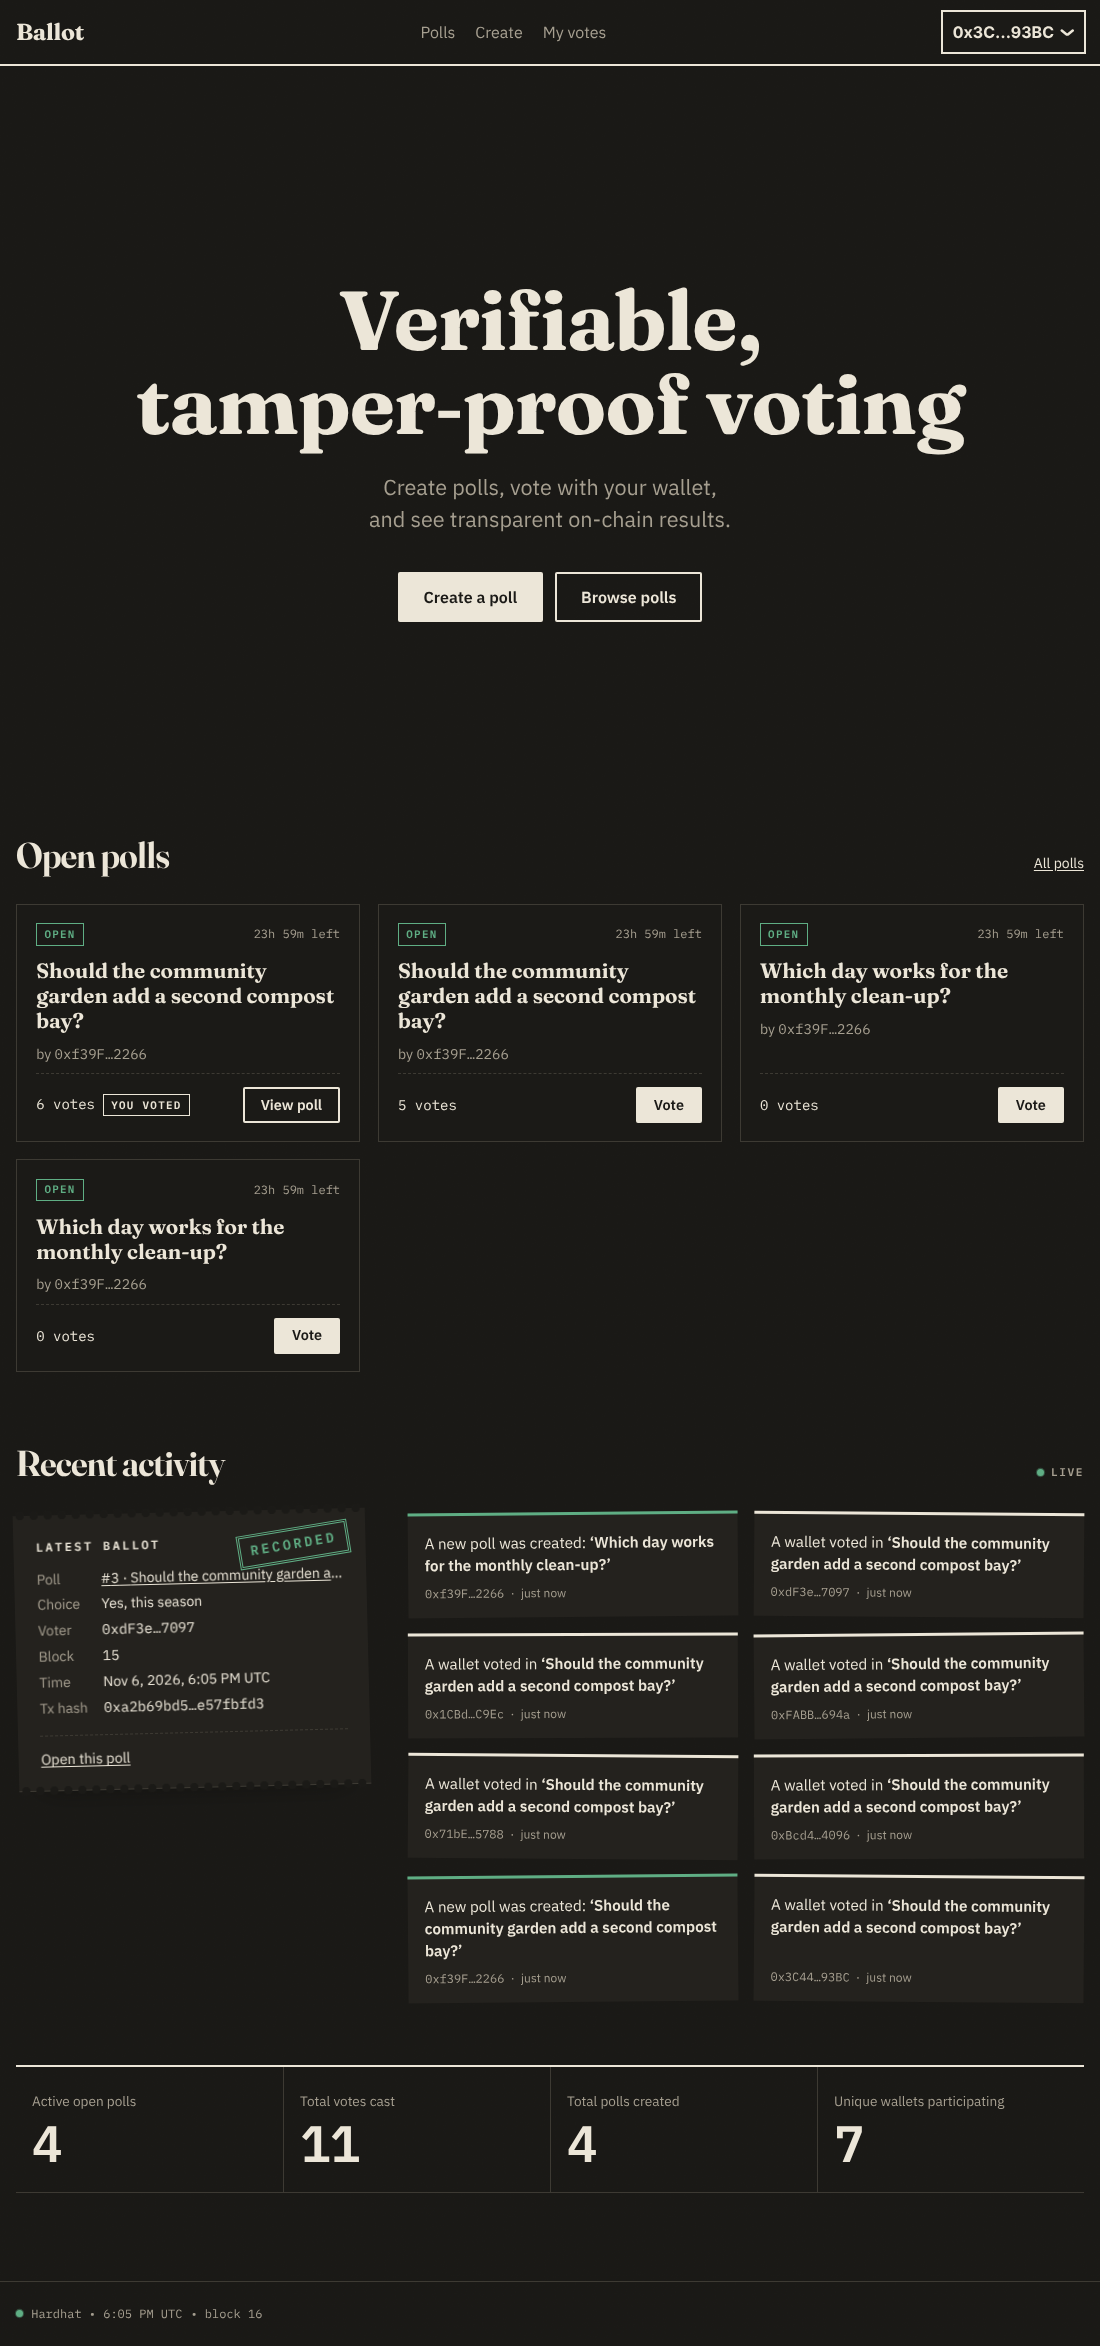 Ballot
Polls
Create
My votes
0x3C...93BC
Verifiable,
tamper-proof voting
Create polls, vote with your wallet,
and see transparent on-chain results.
Create a poll
Browse polls
Open polls
All polls
OPEN
23h 59m left
Should the community
garden add a second compost
bay?
by 0xf39F…2266
6 votes
YOU VOTED
View poll
OPEN
23h 59m left
Should the community
garden add a second compost
bay?
by 0xf39F…2266
5 votes
Vote
OPEN
23h 59m left
Which day works for the
monthly clean-up?
by 0xf39F…2266
0 votes
Vote
OPEN
23h 59m left
Which day works for the
monthly clean-up?
by 0xf39F…2266
0 votes
Vote
Recent activity
LIVE
LATEST BALLOT
RECORDED
Poll #3 · Should the community garden a...
Choice Yes, this season
Voter 0xdF3e…7097
Block 15
Time Nov 6, 2026, 6:05 PM UTC
Tx hash 0xa2b69bd5…e57fbfd3
Open this poll
A new poll was created: ‘Which day works
for the monthly clean-up?’
0xf39F…2266 · just now
A wallet voted in ‘Should the community
garden add a second compost bay?’
0xdF3e…7097 · just now
A wallet voted in ‘Should the community
garden add a second compost bay?’
0x1CBd…C9Ec · just now
A wallet voted in ‘Should the community
garden add a second compost bay?’
0xFABB…694a · just now
A wallet voted in ‘Should the community
garden add a second compost bay?’
0x71bE…5788 · just now
A wallet voted in ‘Should the community
garden add a second compost bay?’
0xBcd4…4096 · just now
A new poll was created: ‘Should the
community garden add a second compost
bay?’
0xf39F…2266 · just now
A wallet voted in ‘Should the community
garden add a second compost bay?’
0x3C44…93BC · just now
Active open polls
4
Total votes cast
11
Total polls created
4
Unique wallets participating
7
Hardhat • 6:05 PM UTC • block 16